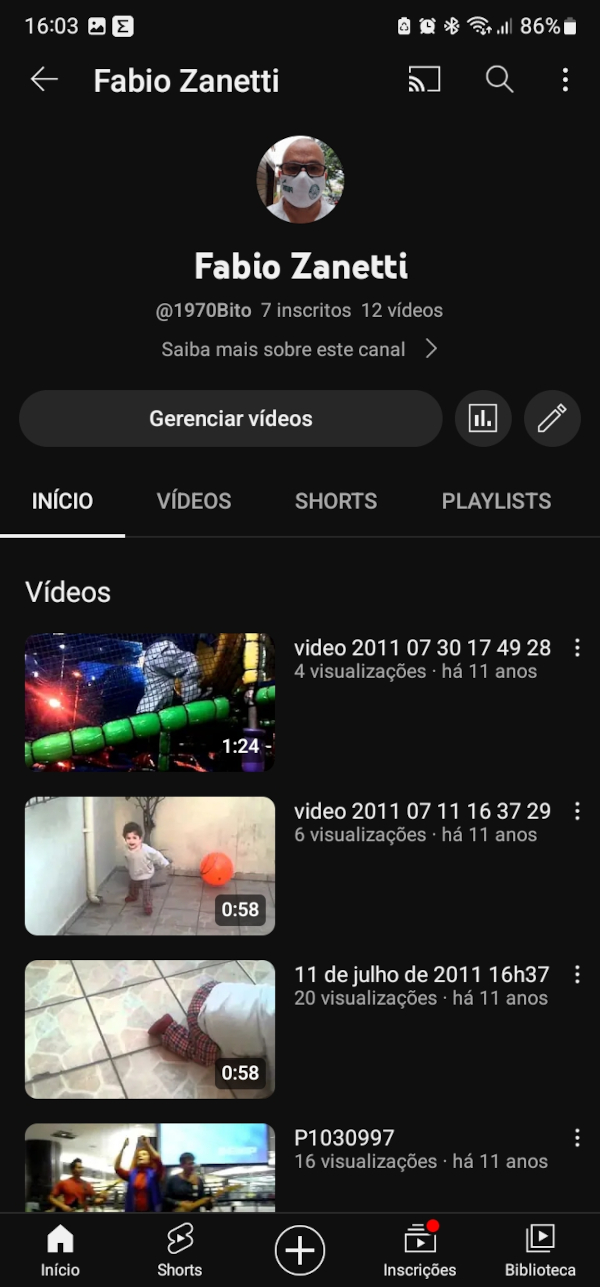 16:03
86%
Fabio Zanetti
Fabio Zanetti
@1970Bito 7 inscritos 12 vídeos
Saiba mais sobre este canal
Gerenciar vídeos
INÍCIO VÍDEOS SHORTS PLAYLISTS
Vídeos
video 2011 07 30 17 49 28
4 visualizações · há 11 anos
1:24
video 2011 07 11 16 37 29
6 visualizações · há 11 anos
0:58
11 de julho de 2011 16h37
20 visualizações · há 11 anos
0:58
P1030997
16 visualizações · há 11 anos
Início Shorts Inscrições Biblioteca